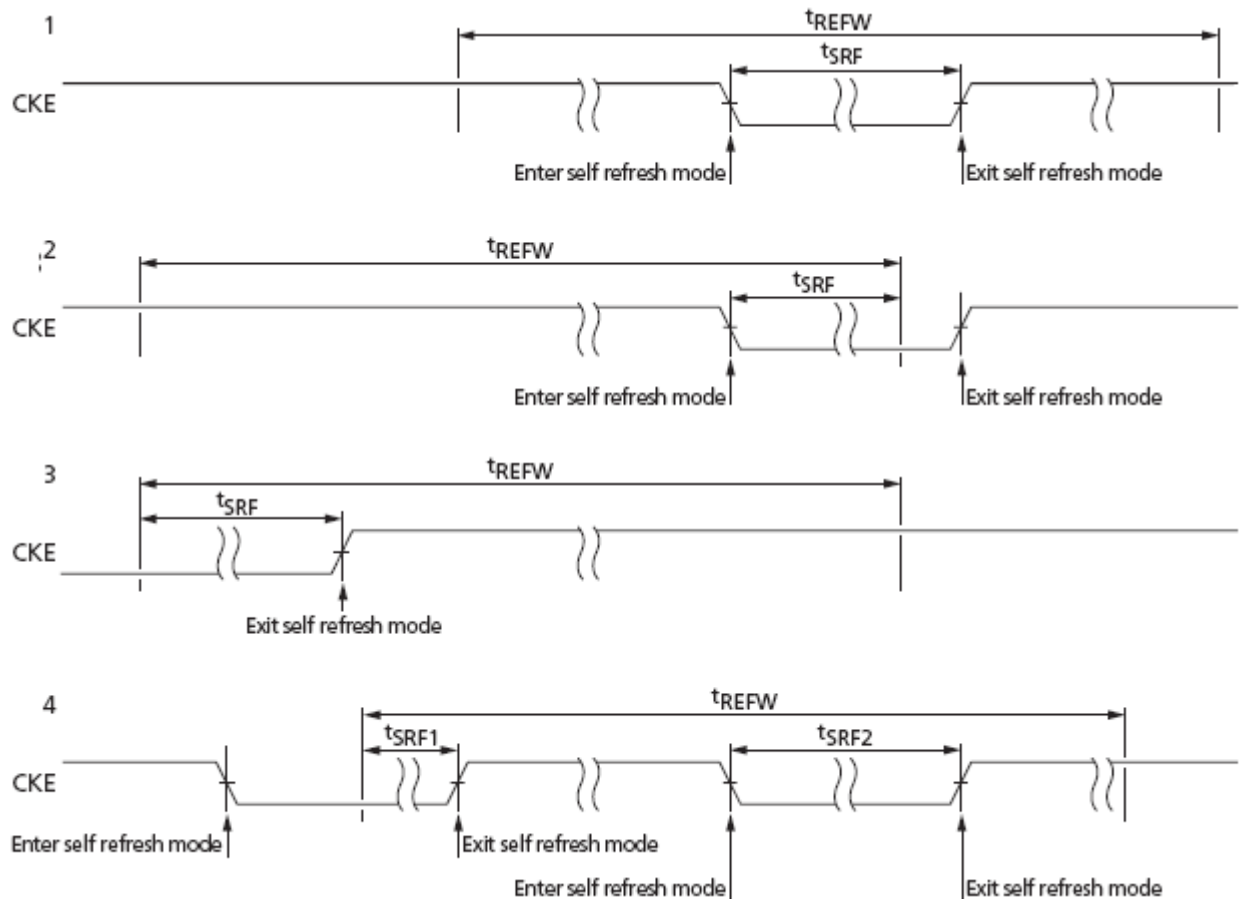 1
tREFW
tSRF
CKE
Enter self refresh mode
Exit self refresh mode
2
tREFW
tSRF
CKE
Enter self refresh mode
Exit self refresh mode
3
tREFW
tSRF
CKE
Exit self refresh mode
4
tREFW
tSRF1
tSRF2
CKE
Enter self refresh mode
Exit self refresh mode
Enter self refresh mode
Exit self refresh mode